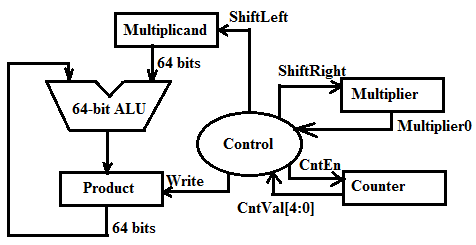 ShiftLeft
Multiplicand
64 bits
ShiftRight
64-bit ALU
Multiplier
Multiplier0
Control
CntEn
Product
Write
Counter
CntVal[4:0]
64 bits